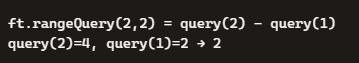 ft.rangeQuery(2,2) = query(2) - query(1)
query(2)=4, query(1)=2 → 2